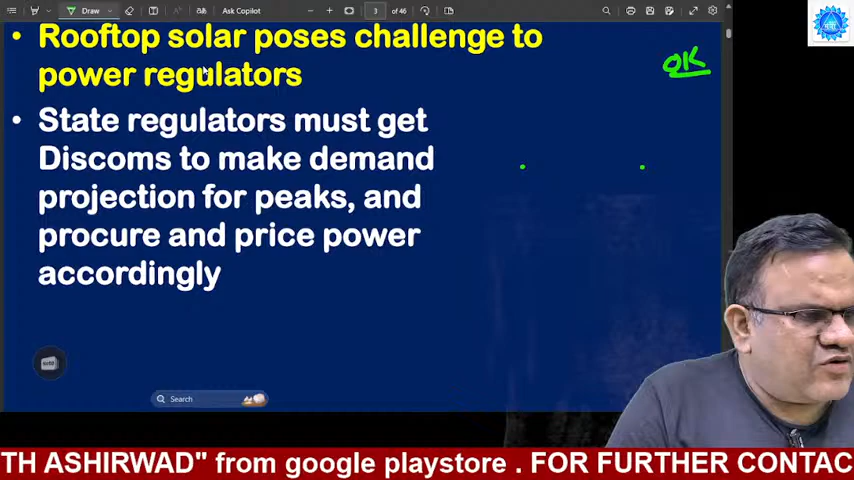 Draw
Ask Copilot
3 of 46
• Rooftop solar poses challenge to
power regulators
OK
• State regulators must get
Discoms to make demand
projection for peaks, and
procure and price power
accordingly
Search
TH ASHIRWAD" from google playstore . FOR FURTHER CONTAC